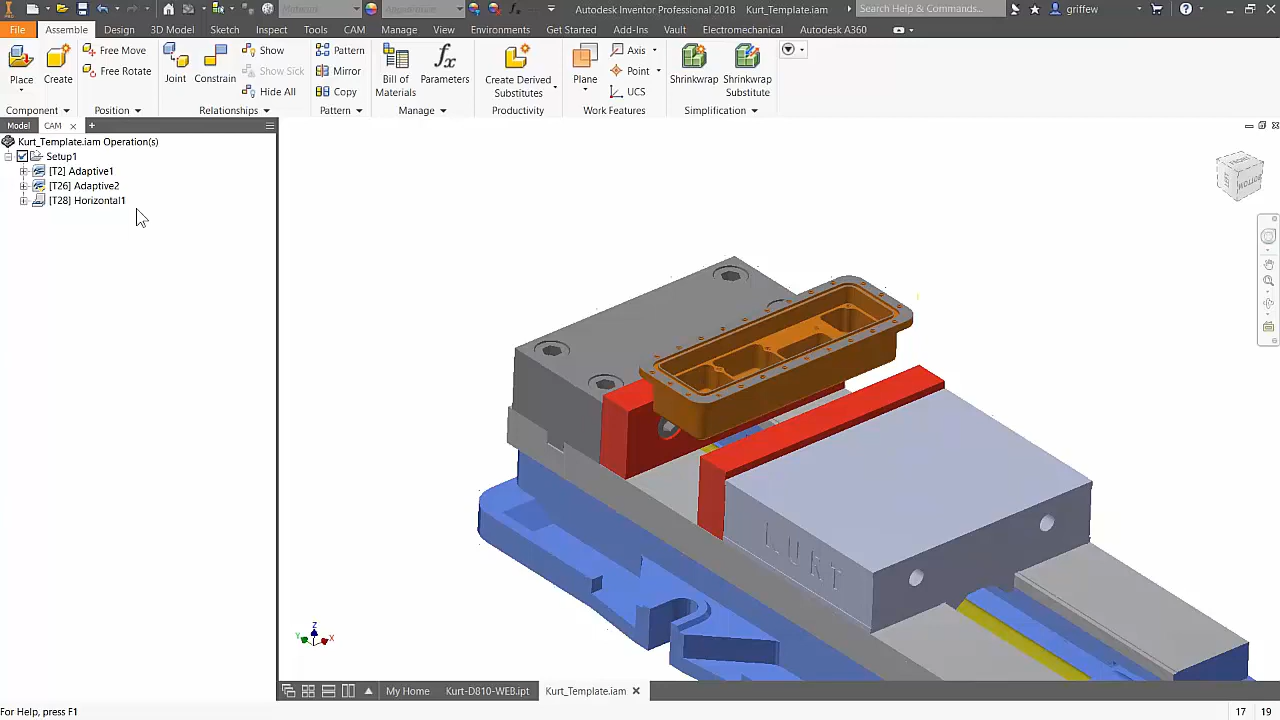 Material
Appearance
Autodesk Inventor Professional 2018 Kurt_Template.iam
Search Help & Commands...
griffew
File Assemble Design 3D Model Sketch Inspect Tools CAM Manage View Environments Get Started Add-Ins Vault Electromechanical Autodesk A360
Place
Create
Free Move
Free Rotate
Component
Position
Joint
Constrain
Show
Show Sick
Hide All
Relationships
Pattern
Mirror
Copy
Pattern
Bill of
Materials
Parameters
Manage
Create Derived
Substitutes
Productivity
Plane
Axis
Point
UCS
Work Features
Shrinkwrap
Shrinkwrap
Substitute
Simplification
Model CAM
Kurt_Template.iam Operation(s)
Setup1
[T2] Adaptive1
[T26] Adaptive2
[T28] Horizontal1
KURT
Z
Y
X
My Home Kurt-D810-WEB.ipt Kurt_Template.iam
For Help, press F1
17 19